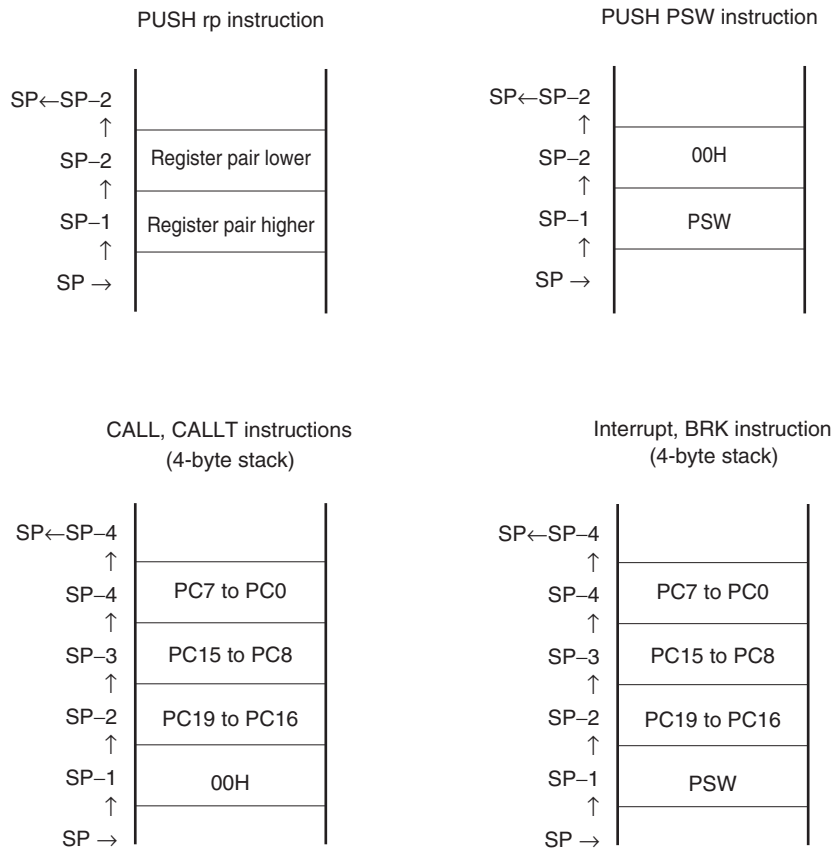 PUSH rp instruction
SP←SP–2
↑
SP–2
↑
SP–1
↑
SP →
Register pair lower
Register pair higher
PUSH PSW instruction
SP←SP–2
↑
SP–2
↑
SP–1
↑
SP →
00H
PSW
CALL, CALLT instructions
(4-byte stack)
SP←SP–4
↑
SP–4
↑
SP–3
↑
SP–2
↑
SP–1
↑
SP →
PC7 to PC0
PC15 to PC8
PC19 to PC16
00H
Interrupt, BRK instruction
(4-byte stack)
SP←SP–4
↑
SP–4
↑
SP–3
↑
SP–2
↑
SP–1
↑
SP →
PC7 to PC0
PC15 to PC8
PC19 to PC16
PSW